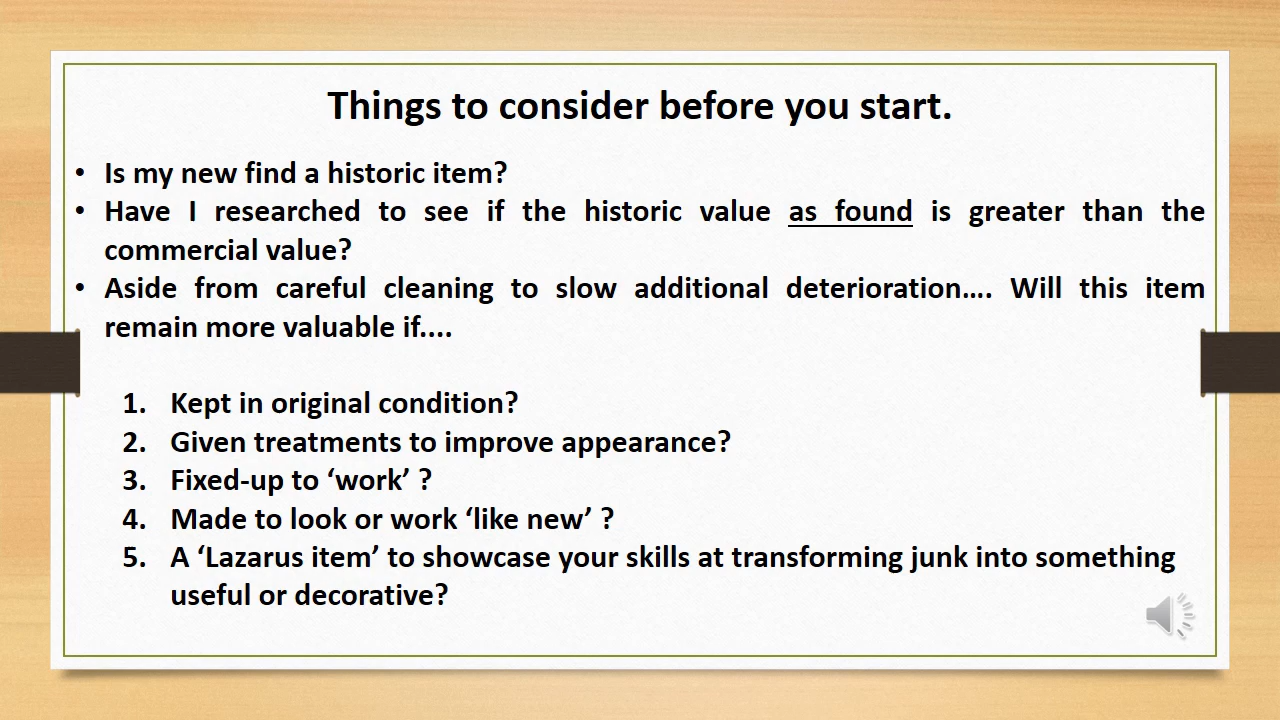 Things to consider before you start.
• Is my new find a historic item?
• Have I researched to see if the historic value as found is greater than the
commercial value?
• Aside from careful cleaning to slow additional deterioration…. Will this item
remain more valuable if....
1. Kept in original condition?
2. Given treatments to improve appearance?
3. Fixed-up to ‘work’ ?
4. Made to look or work ‘like new’ ?
5. A ‘Lazarus item’ to showcase your skills at transforming junk into something
useful or decorative?